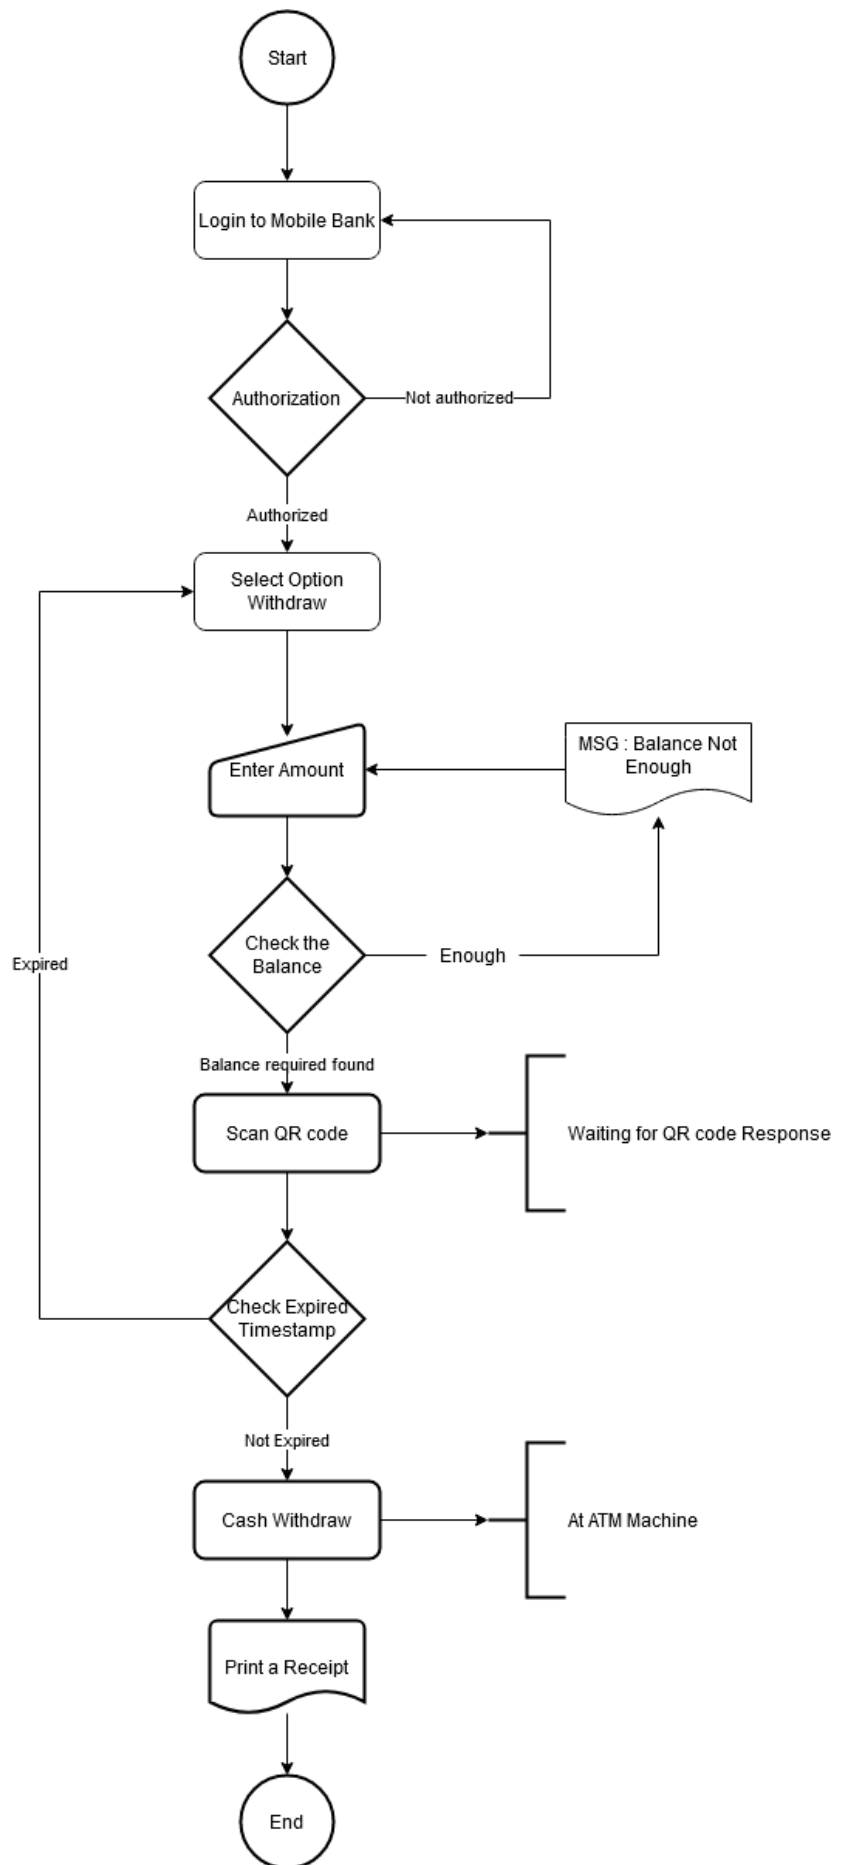 Start
Login to Mobile Bank
Authorization
Not authorized
Authorized
Select Option
Withdraw
Enter Amount
MSG : Balance Not
Enough
Check the
Balance
Enough
Expired
Balance required found
Scan QR code
Waiting for QR code Response
Check Expired
Timestamp
Not Expired
Cash Withdraw
At ATM Machine
Print a Receipt
End